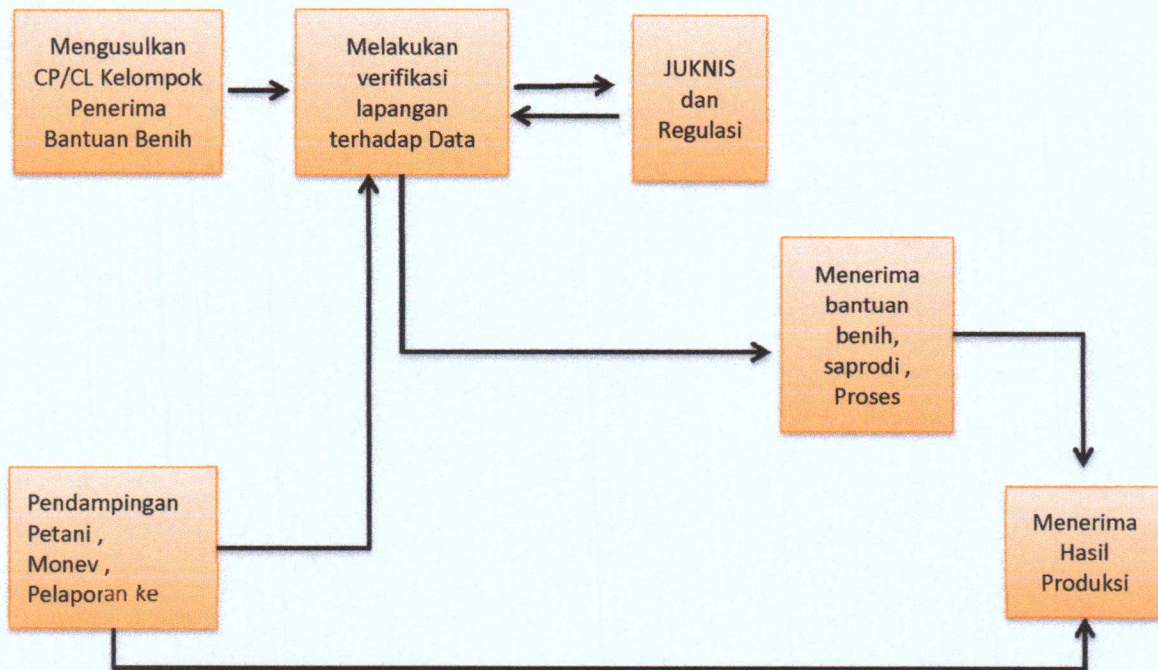 Mengusulkan
CP/CL Kelompok
Penerima
Bantuan Benih
Melakukan
verifikasi
lapangan
terhadap Data
JUKNIS
dan
Regulasi
Menerima
bantuan
benih,
saprodi ,
Proses
Pendampingan
Petani ,
Monev ,
Pelaporan ke
Menerima
Hasil
Produksi